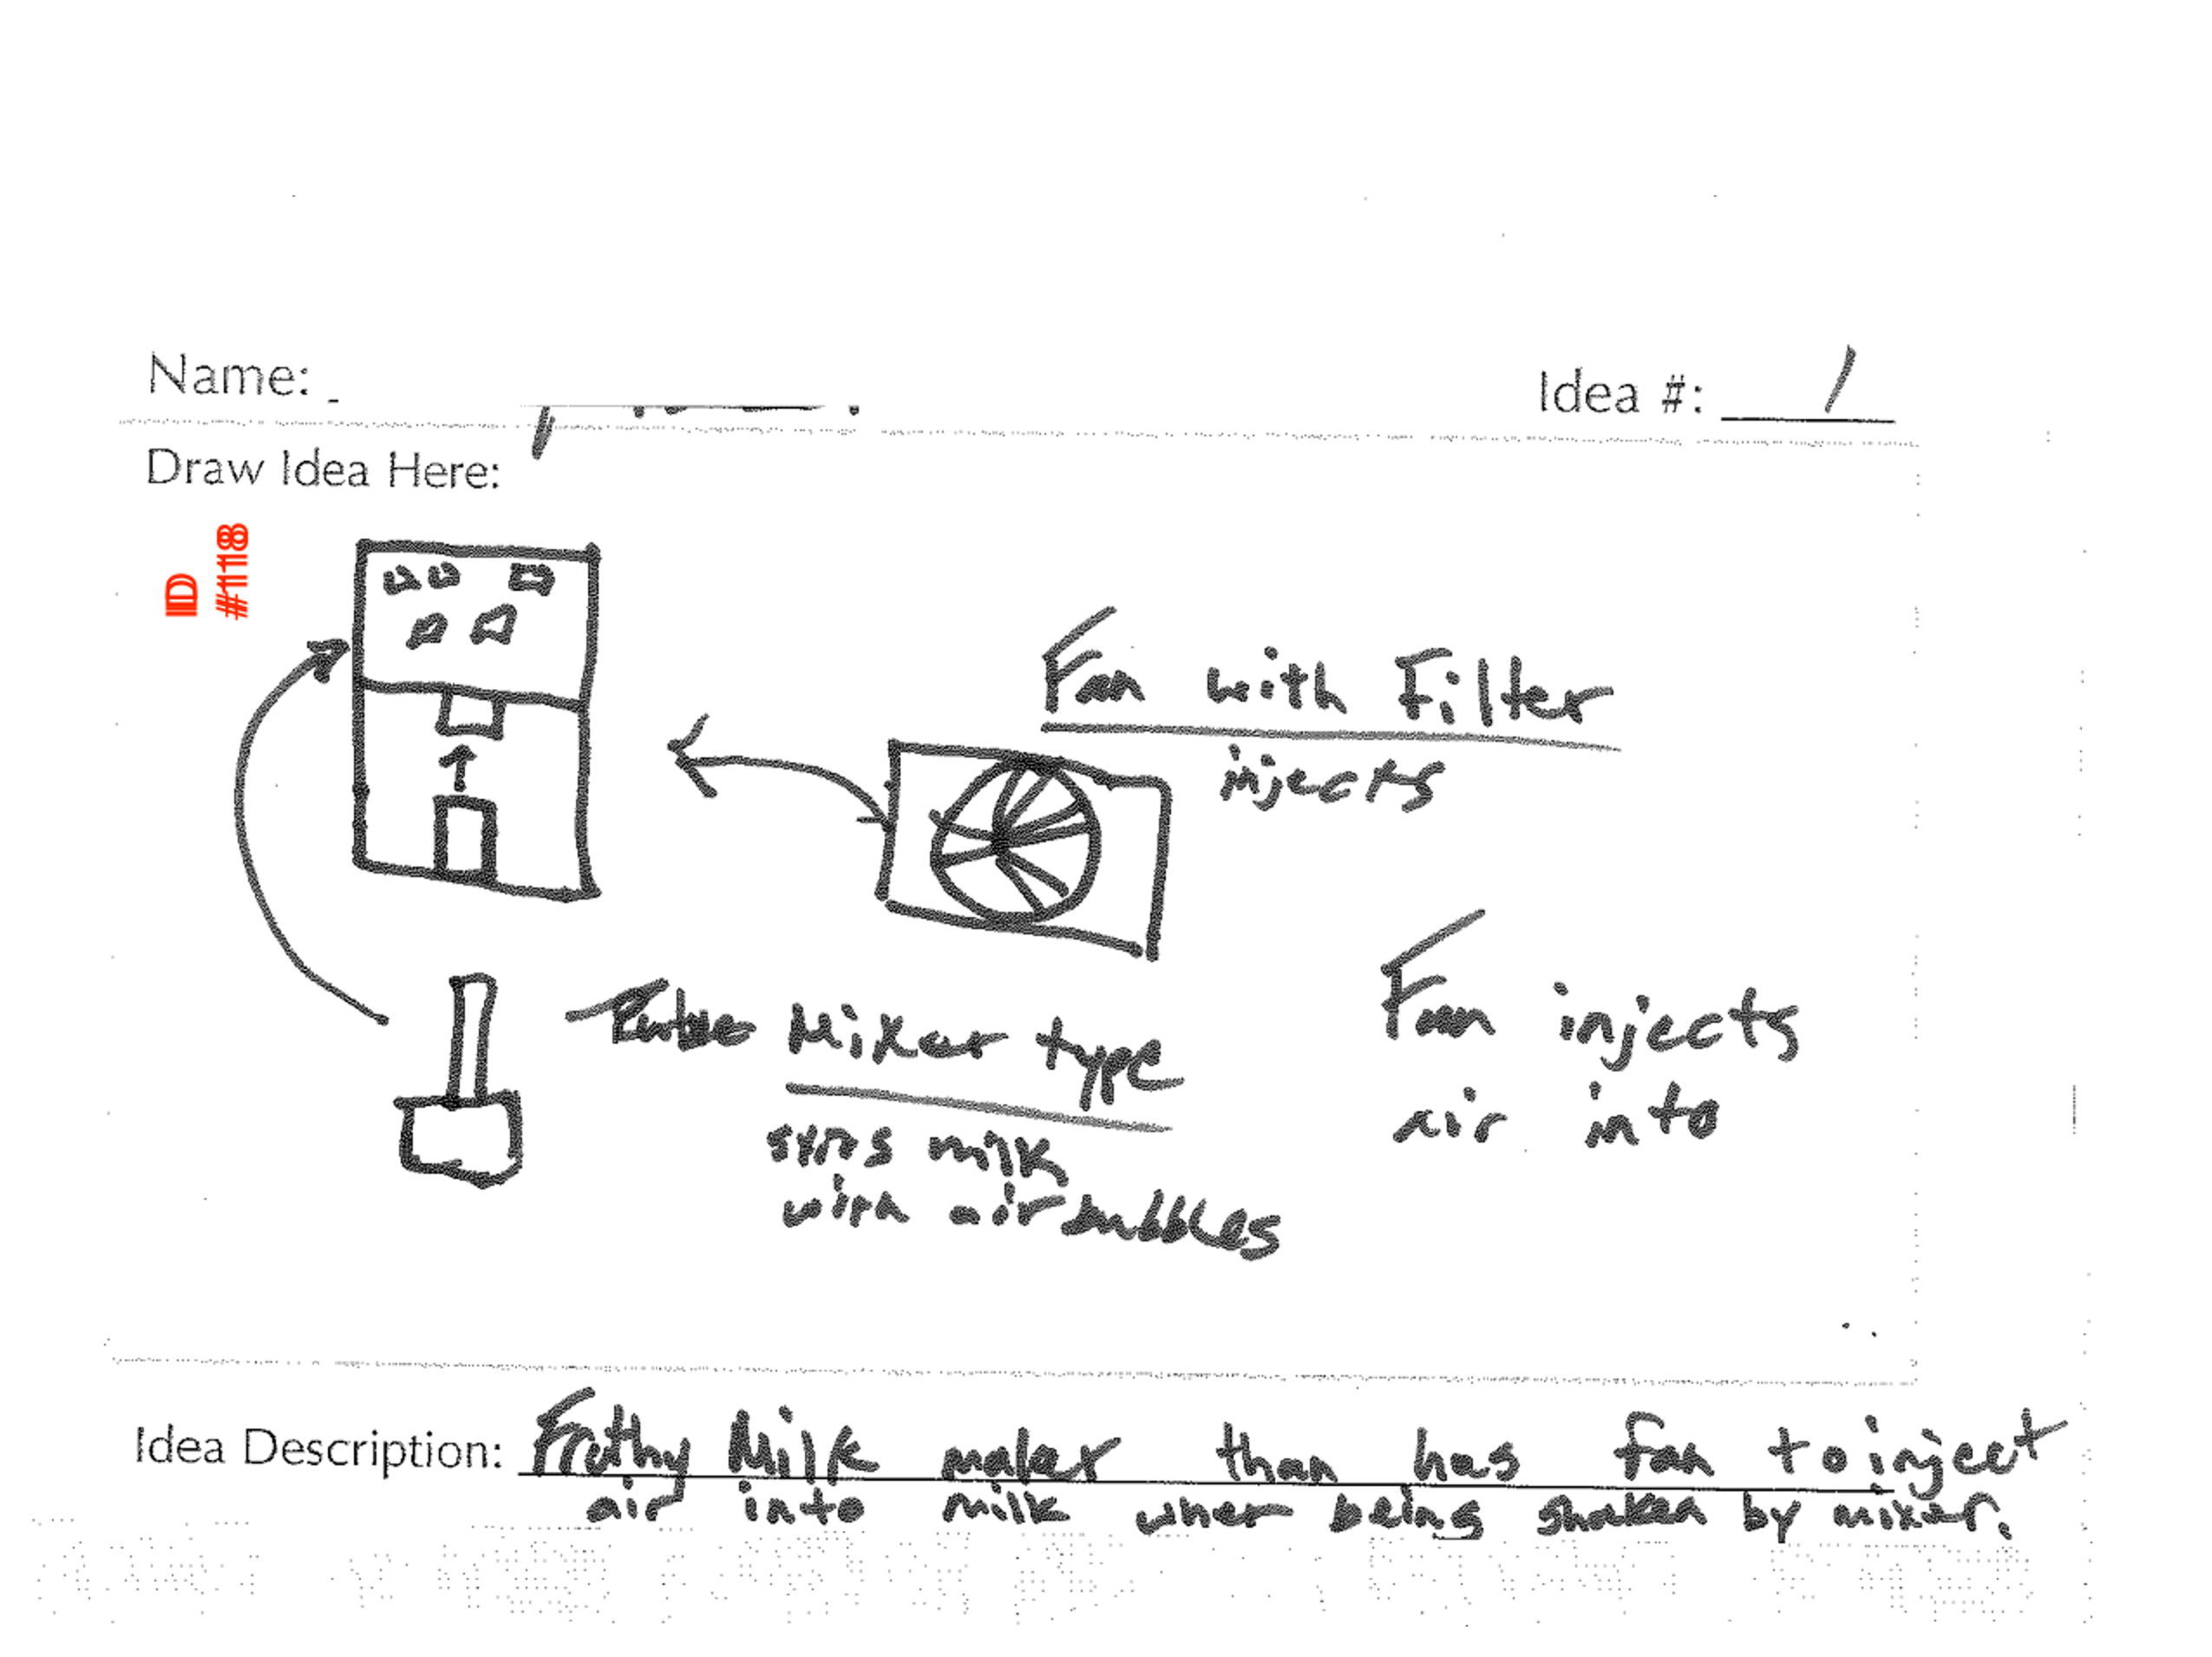 Name:
Idea #: 1
Draw Idea Here:
ID
#1118
Fan with Filter
injects
Mixer type
stirs milk
with air bubbles
Fan injects
air into
Idea Description: Frothy Milk maker than has fan to inject
air into milk when being shaken by mixer.